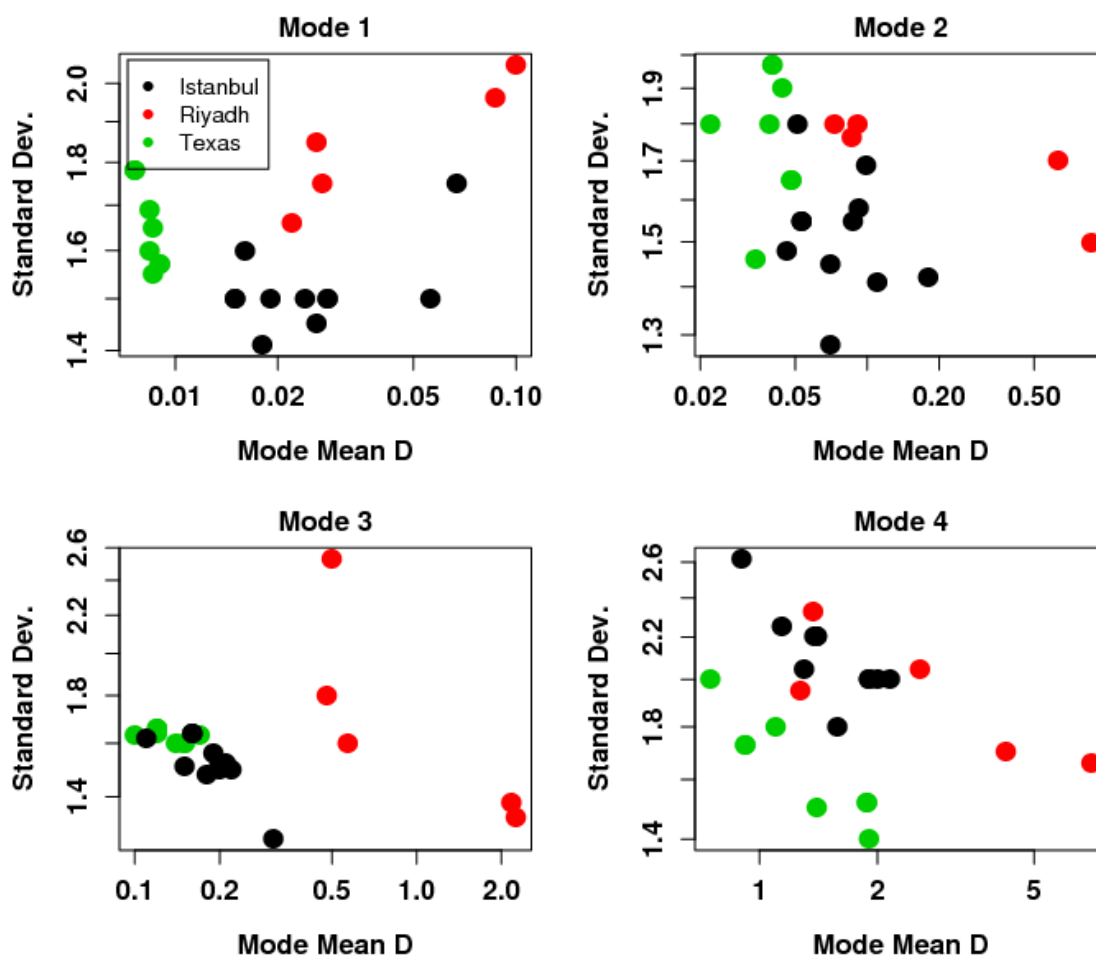 Mode 1
Standard Dev.
2.0
1.8
1.6
1.4
Istanbul
Riyadh
Texas
0.01 0.02 0.05 0.10
Mode Mean D
Mode 2
Standard Dev.
1.9
1.7
1.5
1.3
0.02 0.05 0.20 0.50
Mode Mean D
Mode 3
Standard Dev.
2.6
2.2
1.8
1.4
0.1 0.2 0.5 1.0 2.0
Mode Mean D
Mode 4
Standard Dev.
2.6
2.2
1.8
1.4
1 2 5
Mode Mean D